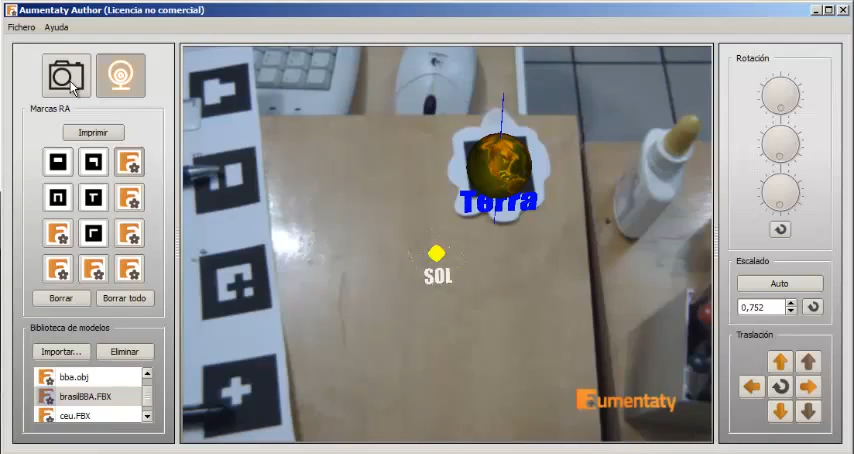 Aumentaty Author (Licencia no comercial)
Fichero Ayuda
Marcas RA
Imprimir
Borrar
Borrar todo
Biblioteca de modelos
Importar...
Eliminar
bba.obj
brasilBBA.FBX
ceu.FBX
Terra
SOL
Aumentaty
Rotación
Escalado
Auto
0,752
Traslación